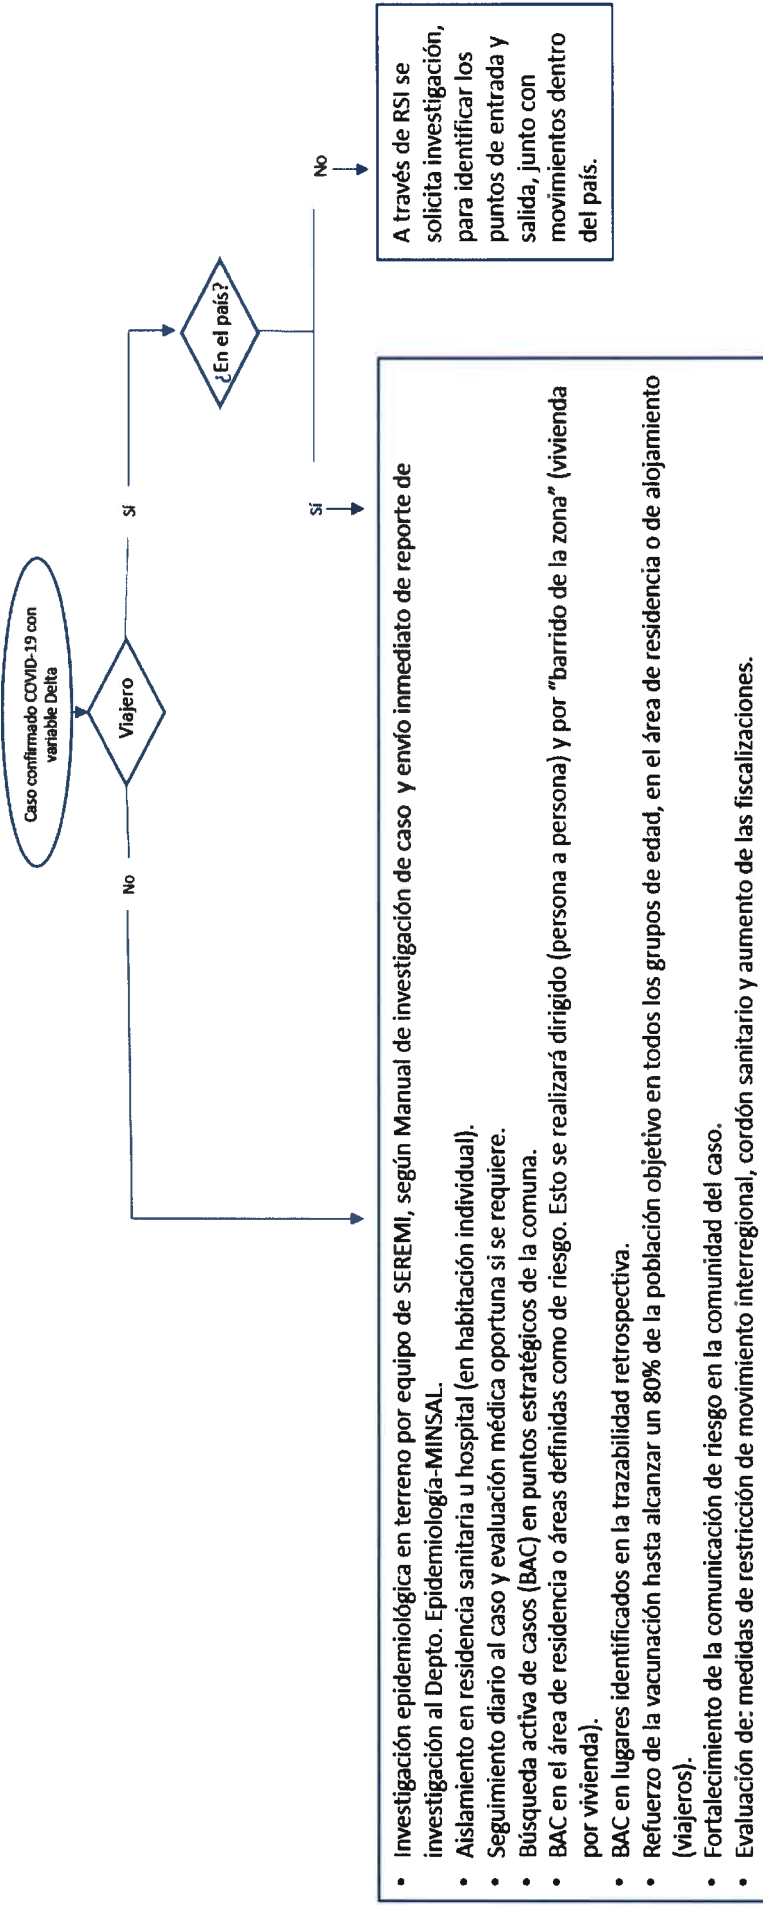 Caso confirmado COVID-19 con
variable Delta
Viajero
No
Sí
¿En el país?
Sí
No
• Investigación epidemiológica en terreno por equipo de SEREMI, según Manual de investigación de caso y envío inmediato de reporte de
investigación al Depto. Epidemiología-MINSAL.
• Aislamiento en residencia sanitaria u hospital (en habitación individual).
• Seguimiento diario al caso y evaluación médica oportuna si se requiere.
• Búsqueda activa de casos (BAC) en puntos estratégicos de la comuna.
• BAC en el área de residencia o áreas definidas como de riesgo. Esto se realizará dirigido (persona a persona) y por "barrido de la zona" (vivienda
por vivienda).
• BAC en lugares identificados en la trazabilidad retrospectiva.
• Refuerzo de la vacunación hasta alcanzar un 80% de la población objetivo en todos los grupos de edad, en el área de residencia o de alojamiento
(viajeros).
• Fortalecimiento de la comunicación de riesgo en la comunidad del caso.
• Evaluación de: medidas de restricción de movimiento interregional, cordón sanitario y aumento de las fiscalizaciones.
A través de RSI se
solicita investigación,
para identificar los
puntos de entrada y
salida, junto con
movimientos dentro
del país.